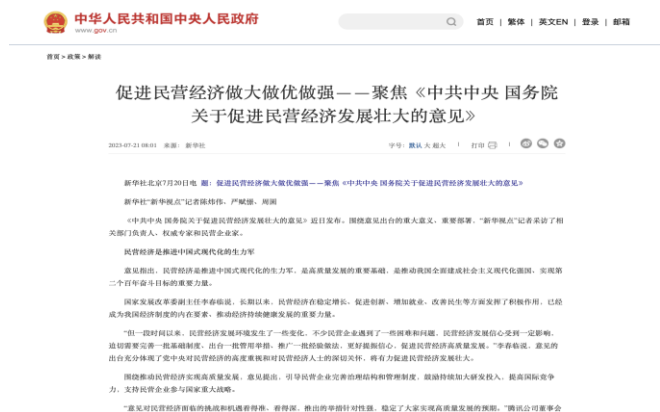 中华人民共和国中央人民政府
www.gov.cn
首页 | 繁体 | 英文EN | 登录 | 邮箱
首页 > 政策 > 解读
促进民营经济做大做优做强——聚焦《中共中央 国务院
关于促进民营经济发展壮大的意见》
2023-07-21 08:01 来源: 新华社 字号: 默认 大 超大 | 打印 |
新华社北京7月20日电 题: 促进民营经济做大做优做强——聚焦《中共中央 国务院关于促进民营经济发展壮大的意见》
新华社“新华视点”记者陈炜伟、严赋憬、周圆
《中共中央 国务院关于促进民营经济发展壮大的意见》近日发布。围绕意见出台的重大意义、重要部署,“新华视点”记者采访了相
关部门负责人、权威专家和民营企业家。
民营经济是推进中国式现代化的生力军
意见指出,民营经济是推进中国式现代化的生力军,是高质量发展的重要基础,是推动我国全面建成社会主义现代化强国、实现第
二个百年奋斗目标的重要力量。
国家发展改革委副主任李春临说,长期以来,民营经济在稳定增长、促进创新、增加就业、改善民生等方面发挥了积极作用,已经
成为我国经济制度的内在要素,推动经济持续健康发展的重要力量。
“但一段时间以来,民营经济发展环境发生了一些变化,不少民营企业遇到了一些困难和问题,民营经济发展信心受到一定影响,
迫切需要完善一批基础制度,出台一批管用举措,推广一批经验做法,更好提振信心,促进民营经济高质量发展。”李春临说,意见的
出台充分体现了党中央对民营经济的高度重视和对民营经济人士的深切关怀,将有力促进民营经济发展壮大。
围绕推动民营经济实现高质量发展,意见提出,引导民营企业完善治理结构和管理制度,鼓励持续加大研发投入,提高国际竞争
力,支持民营企业参与国家重大战略。
“意见对民营经济面临的挑战和机遇看得准、看得深,推出的举措针对性强,稳定了大家实现高质量发展的预期。”腾讯公司董事会